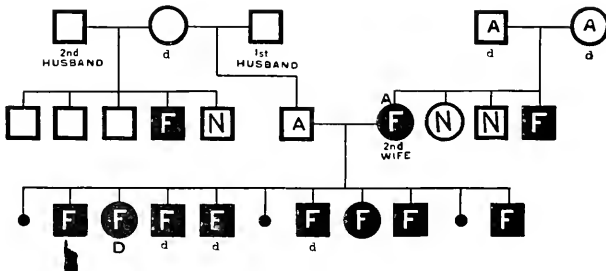 2nd HUSBAND d 1st HUSBAND A d A d
F N A A F 2nd WIFE N N F
F F D F d E d F d F F F